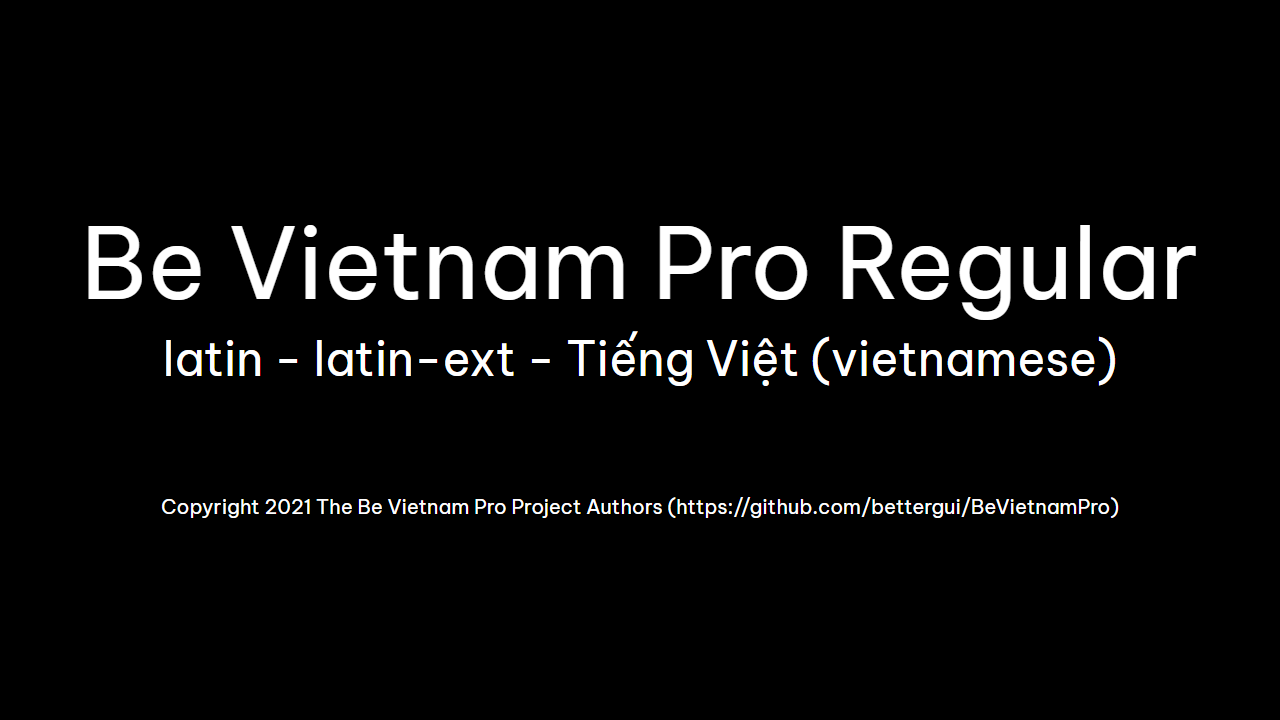 Be Vietnam Pro Regular
latin - latin-ext - Tiếng Việt (vietnamese)
Copyright 2021 The Be Vietnam Pro Project Authors (https://github.com/bettergui/BeVietnamPro)